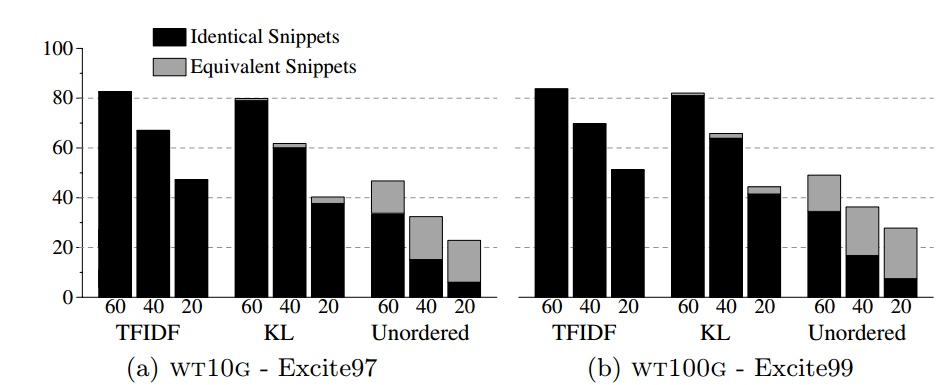 Identical Snippets
Equivalent Snippets
100
80
60
40
20
0
60 40 20 60 40 20 60 40 20
TFIDF KL Unordered
(a) WT10G - Excite97
60 40 20 60 40 20 60 40 20
TFIDF KL Unordered
(b) WT100G - Excite99